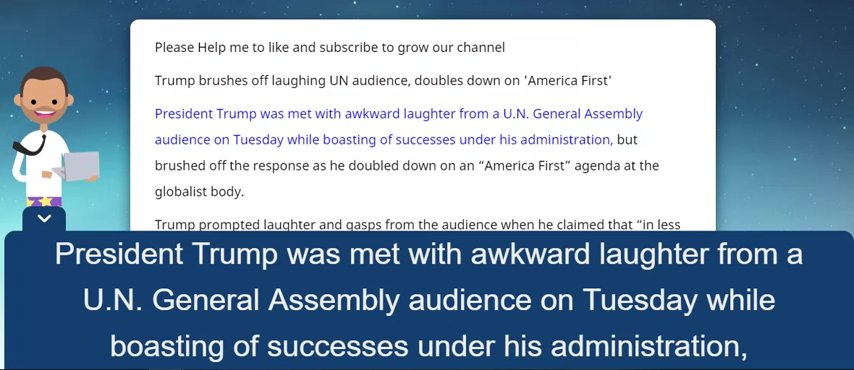 Please Help me to like and subscribe to grow our channel
Trump brushes off laughing UN audience, doubles down on 'America First'
President Trump was met with awkward laughter from a U.N. General Assembly
audience on Tuesday while boasting of successes under his administration, but
brushed off the response as he doubled down on an “America First” agenda at the
globalist body.
Trump prompted laughter and gasps from the audience when he claimed that “in less
President Trump was met with awkward laughter from a
U.N. General Assembly audience on Tuesday while
boasting of successes under his administration,